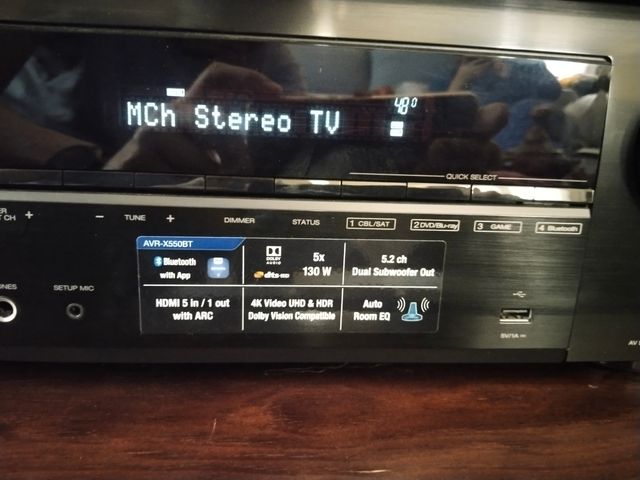 48.0
MCh Stereo TV
QUICK SELECT
CH +
- TUNE +
DIMMER
STATUS
1 CBL/SAT
2 DVD/Blu-ray
3 GAME
4 Bluetooth
AVR-X550BT
Bluetooth
with App
DOLBY
AUDIO
dts-HD
5x
130 W
5.2 ch
Dual Subwoofer Out
HDMI 5 in / 1 out
with ARC
4K Video UHD & HDR
Dolby Vision Compatible
Auto
Room EQ
SETUP MIC
5V/1A
AV